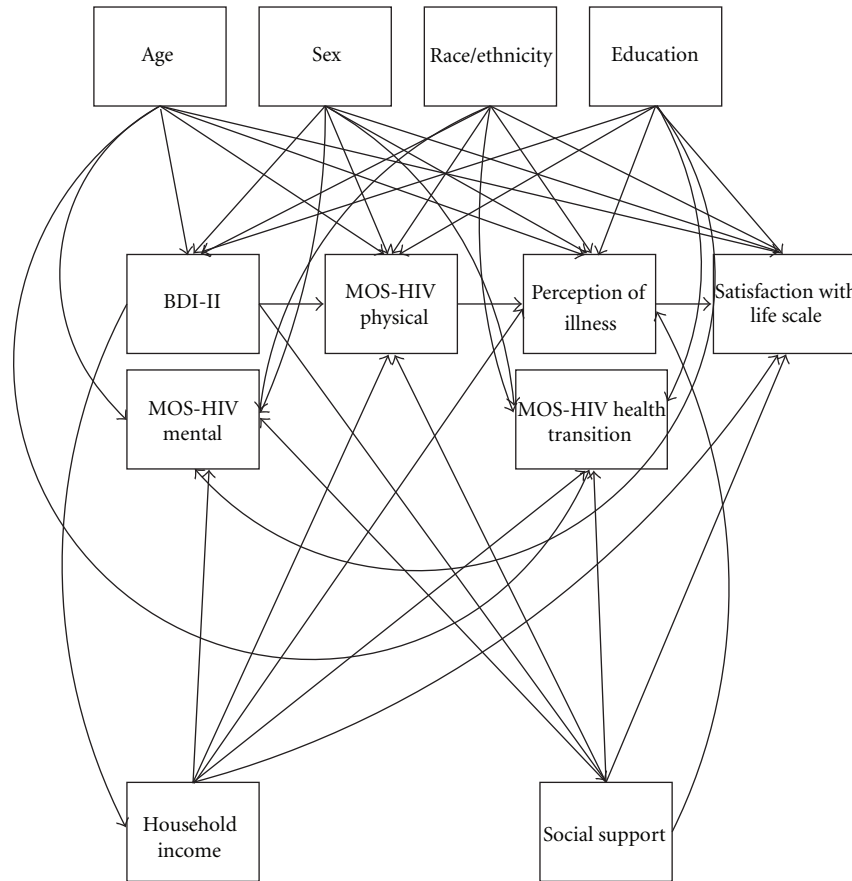 Age
Sex
Race/ethnicity
Education
BDI-II
MOS-HIV
physical
Perception of
illness
Satisfaction with
life scale
MOS-HIV
mental
MOS-HIV health
transition
Household
income
Social support